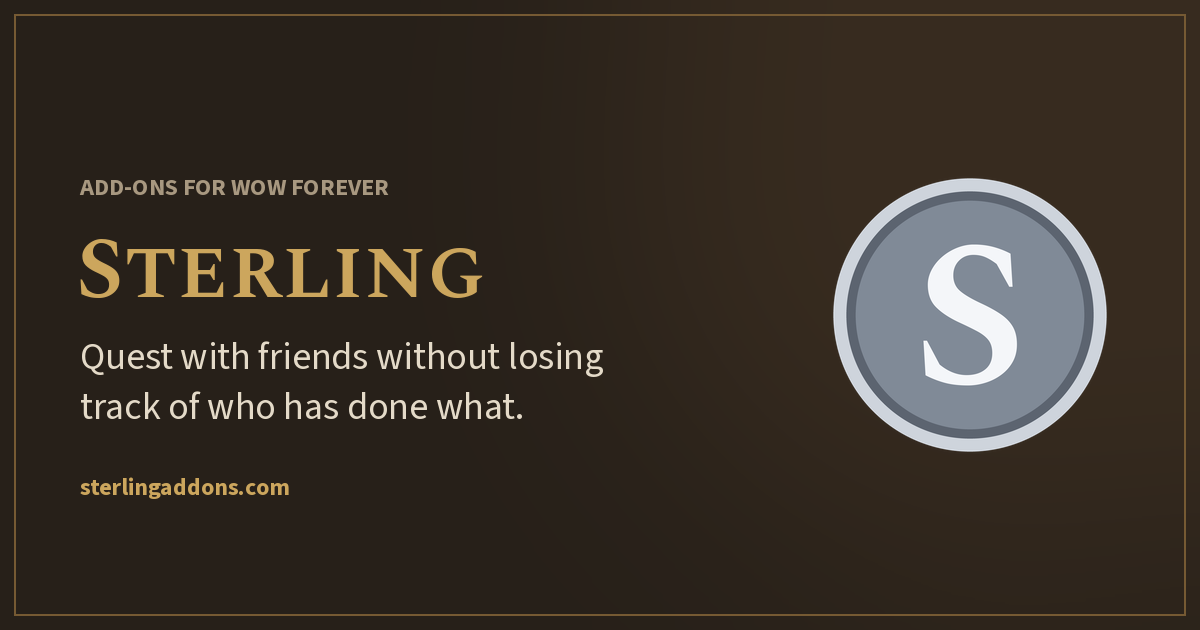 ADD-ONS FOR WOW FOREVER
STERLING
Quest with friends without losing
track of who has done what.
sterlingaddons.com
S